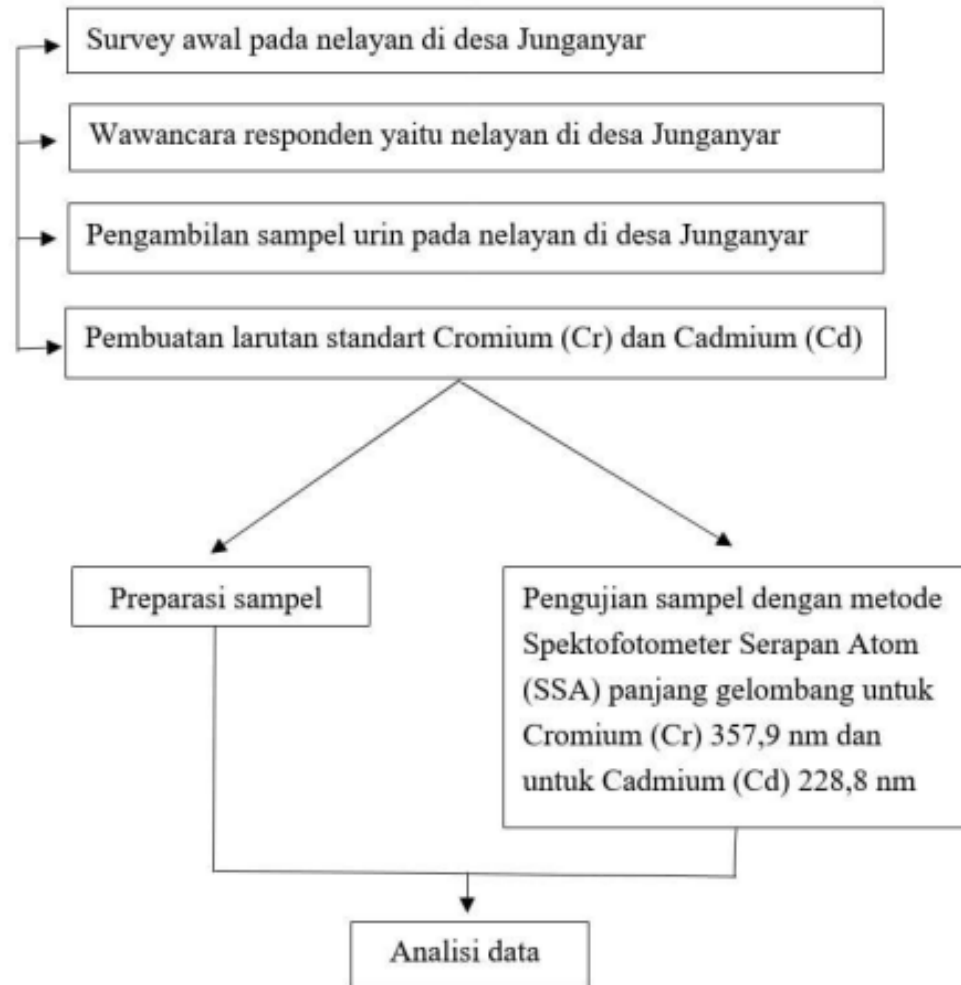 Survey awal pada nelayan di desa Junganyar
Wawancara responden yaitu nelayan di desa Junganyar
Pengambilan sampel urin pada nelayan di desa Junganyar
Pembuatan larutan standart Cromium (Cr) dan Cadmium (Cd)
Preparasi sampel
Pengujian sampel dengan metode
Spektofotometer Serapan Atom
(SSA) panjang gelombang untuk
Cromium (Cr) 357,9 nm dan
untuk Cadmium (Cd) 228,8 nm
Analisi data